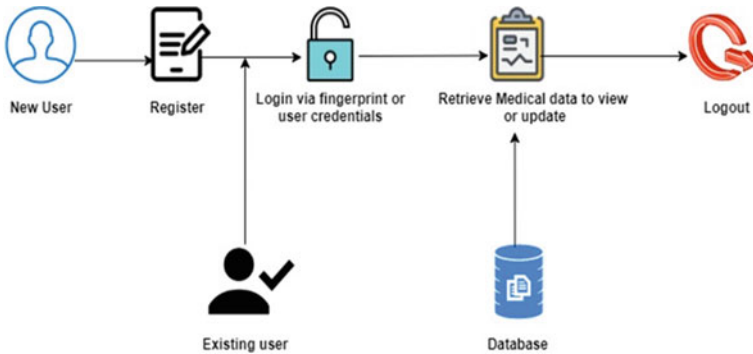 New User
Register
Login via fingerprint or
user credentials
Retrieve Medical data to view
or update
Logout
Existing user
Database